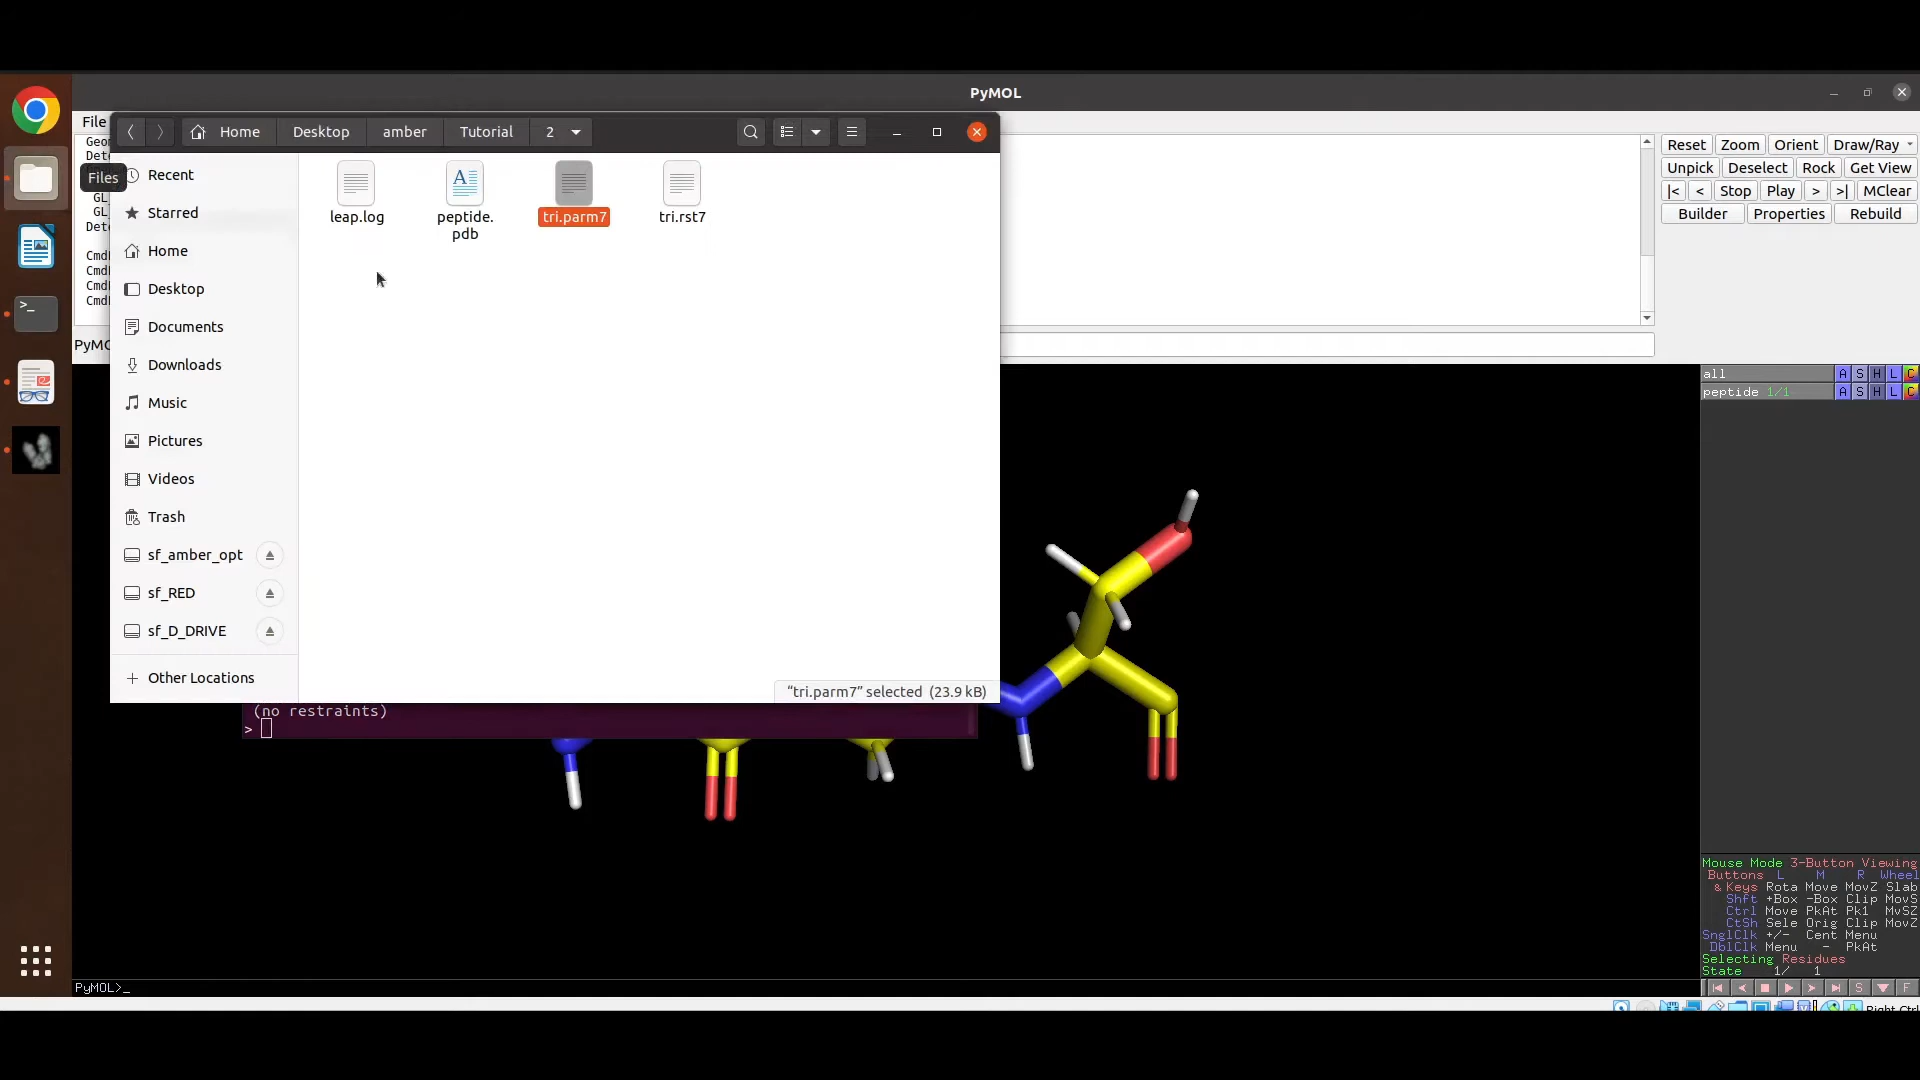 PyMOL
File
Home
Desktop
amber
Tutorial
2
Files
Recent
Starred
Home
Desktop
Documents
Downloads
Music
Pictures
Videos
Trash
sf_amber_opt
sf_RED
sf_D_DRIVE
Other Locations
leap.log
peptide.
pdb
tri.parm7
tri.rst7
"tri.parm7" selected (23.9 kB)
Reset Zoom Orient Draw/Ray
Unpick Deselect Rock Get View
|< < Stop Play > >| MClear
Builder Properties Rebuild
(no restraints)
>
all A S H L C
peptide 1/1 A S H L C
Mouse Mode 3-Button Viewing
Buttons L M R Wheel
& Keys Rota Move MovZ Slab
Shft +Box -Box Clip MovS
Ctrl Move PkAt Pk1 MvSZ
CtSh Sele Orig Clip MovZ
SnglClk +/- Cent Menu
DblClk Menu - PkAt
Selecting Residues
State 1/ 1
S F
PyMOL>_